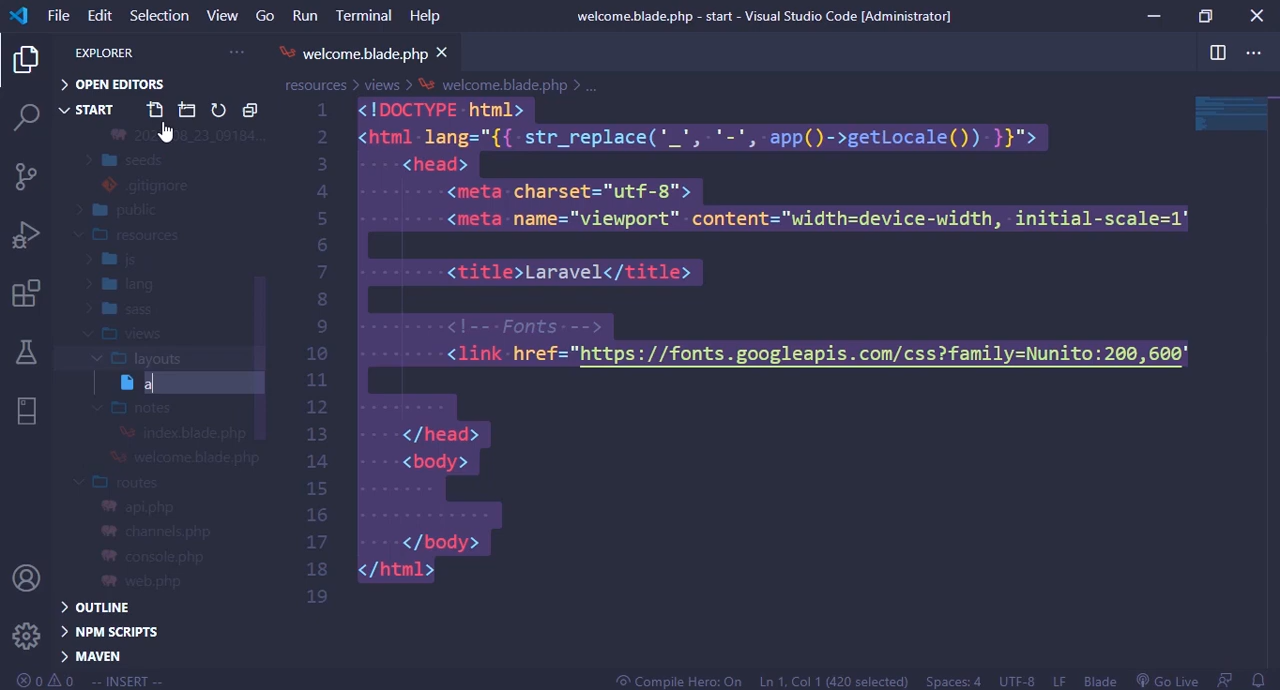 File Edit Selection View Go Run Terminal Help welcome.blade.php - start - Visual Studio Code [Administrator]
EXPLORER
welcome.blade.php
OPEN EDITORS
resources > views > welcome.blade.php > ...
START
seeds
.gitignore
public
resources
js
lang
sass
views
layouts
a
notes
index.blade.php
welcome.blade.php
routes
api.php
channels.php
console.php
web.php
OUTLINE
NPM SCRIPTS
MAVEN
1 <!DOCTYPE html>
2 <html lang="{{ str_replace('_', '-', app()->getLocale()) }}">
3 <head>
4 <meta charset="utf-8">
5 <meta name="viewport" content="width=device-width, initial-scale=1"
6
7 <title>Laravel</title>
8
9 <!-- Fonts -->
10 <link href="https://fonts.googleapis.com/css?family=Nunito:200,600"
11
12
13 </head>
14 <body>
15
16
17 </body>
18 </html>
19
0 0 -- INSERT -- Compile Hero: On Ln 1, Col 1 (420 selected) Spaces: 4 UTF-8 LF Blade Go Live